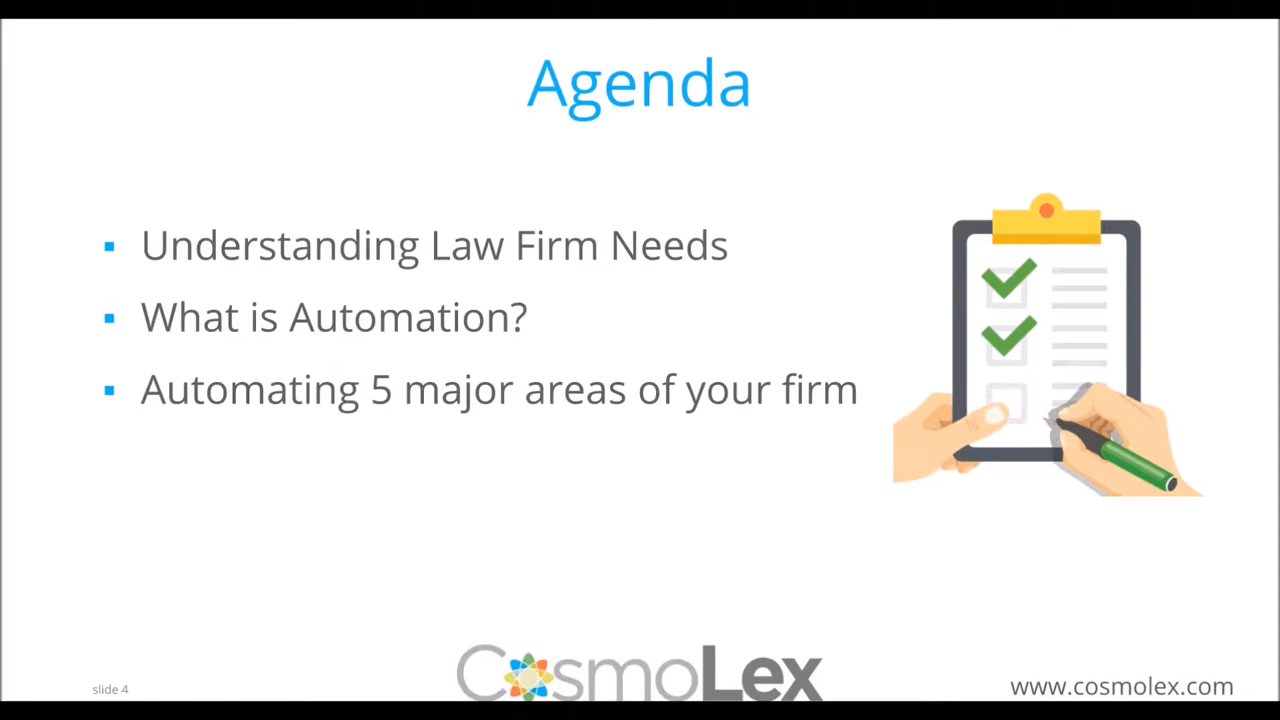 Agenda
▪ Understanding Law Firm Needs
▪ What is Automation?
▪ Automating 5 major areas of your firm
slide 4
CosmoLex
www.cosmolex.com